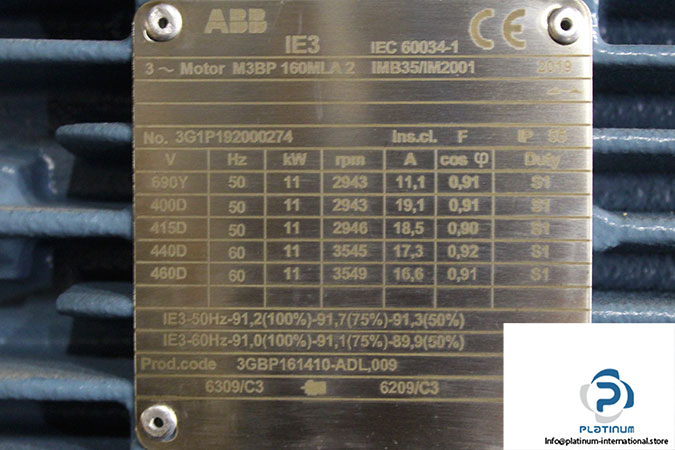 ABB
CE
IE3 IEC 60034-1
3 ~ Motor M3BP 160MLA 2 IMB35/IM2001 2019
No. 3G1P192000274 Ins.cl. F IP 55
V Hz kW rpm A cos φ Duty
690Y 50 11 2943 11,1 0,91 S1
400D 50 11 2943 19,1 0,91 S1
415D 50 11 2946 18,5 0,90 S1
440D 60 11 3545 17,3 0,92 S1
460D 60 11 3549 16,6 0,91 S1
IE3-50Hz-91,2(100%)-91,7(75%)-91,3(50%)
IE3-60Hz-91,0(100%)-91,1(75%)-89,9(50%)
Prod.code 3GBP161410-ADL,009
6309/C3 6209/C3
PLATINUM
Info@platinum-international.store